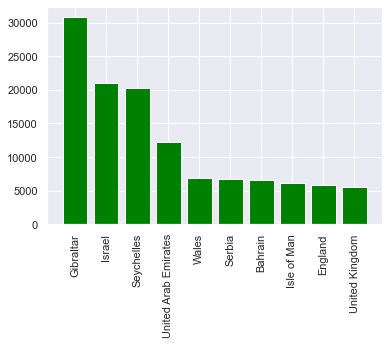 30000
25000
20000
15000
10000
5000
0
Gibraltar
Israel
Seychelles
United Arab Emirates
Wales
Serbia
Bahrain
Isle of Man
England
United Kingdom